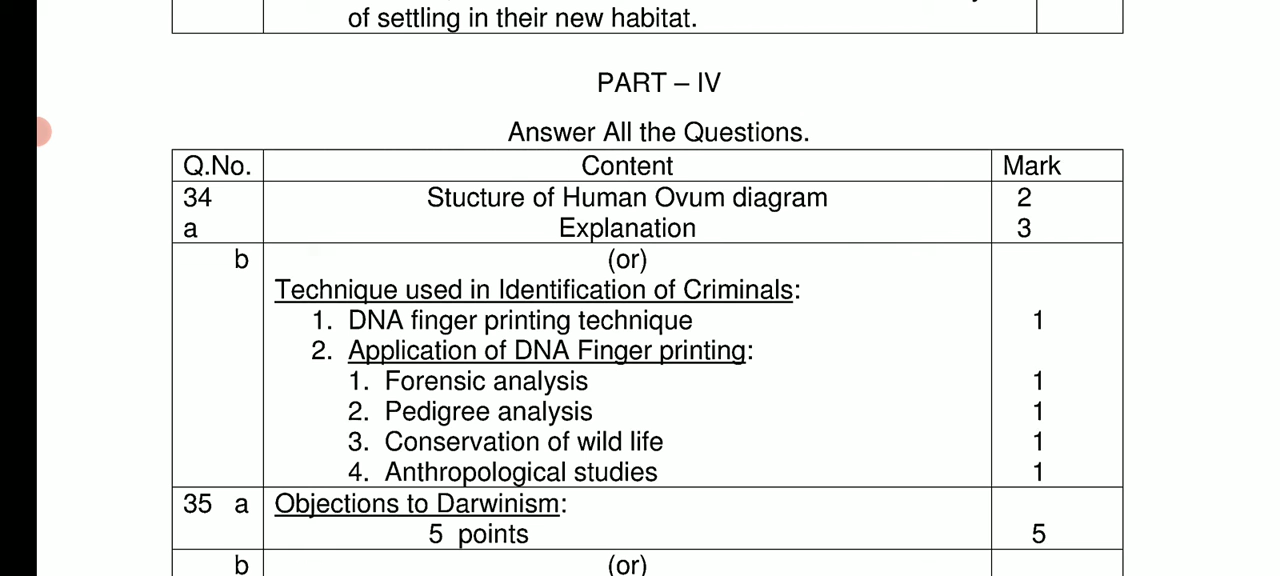 of settling in their new habitat.
PART – IV
Answer All the Questions.
Q.No. Content Mark
34 Stucture of Human Ovum diagram 2
a Explanation 3
b (or)
Technique used in Identification of Criminals:
1. DNA finger printing technique 1
2. Application of DNA Finger printing:
1. Forensic analysis 1
2. Pedigree analysis 1
3. Conservation of wild life 1
4. Anthropological studies 1
35 a Objections to Darwinism:
5 points 5
b (or)